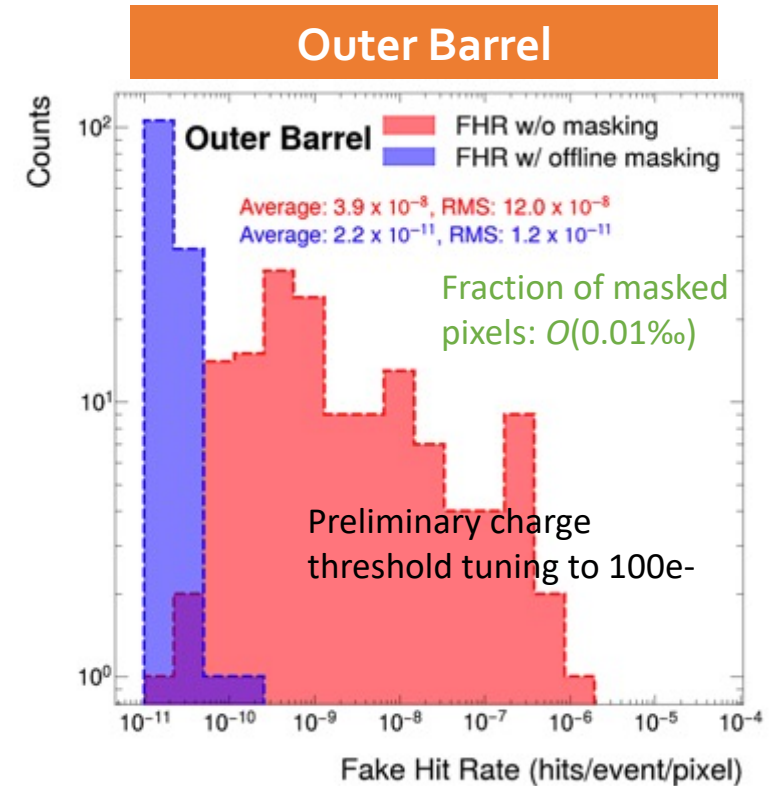 Outer Barrel
Counts
10²
10¹
10⁰
Outer Barrel
FHR w/o masking
FHR w/ offline masking
Average: 3.9 x 10⁻⁸, RMS: 12.0 x 10⁻⁸
Average: 2.2 x 10⁻¹¹, RMS: 1.2 x 10⁻¹¹
Fraction of masked
pixels: O(0.01‰)
Preliminary charge
threshold tuning to 100e-
10⁻¹¹ 10⁻¹⁰ 10⁻⁹ 10⁻⁸ 10⁻⁷ 10⁻⁶ 10⁻⁵ 10⁻⁴
Fake Hit Rate (hits/event/pixel)